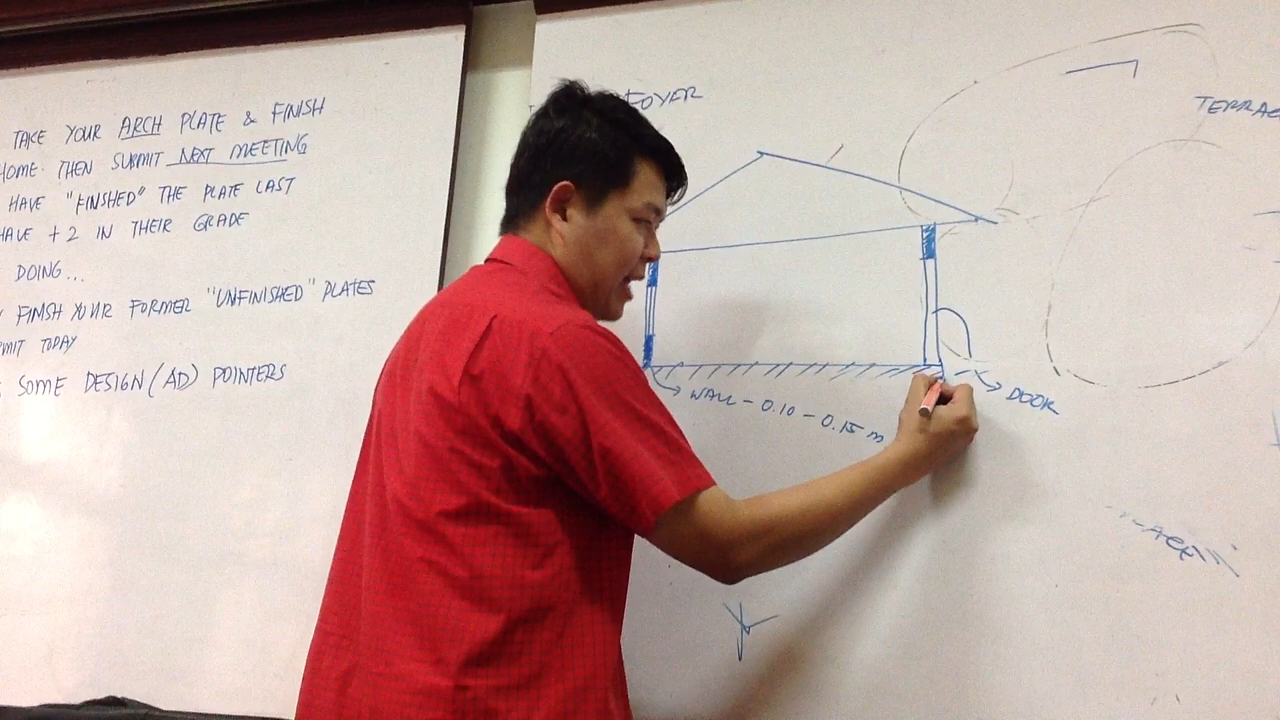 TAKE YOUR ARCH PLATE & FINISH
HOME. THEN SUBMIT NEXT MEETING
HAVE "FINSHED" THE PLATE LAST
HAVE + 2 IN THEIR GRADE
DOING...
FINISH YOUR FORMER "UNFINISHED" PLATES
MIT TODAY
SOME DESIGN (AD) POINTERS
FOYER
TERRAC
WALL - 0.10 - 0.15 m
DOOR